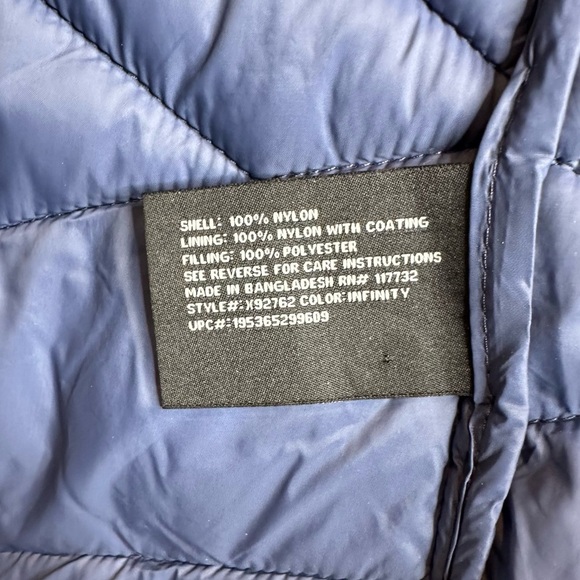 SHELL: 100% NYLON
LINING: 100% NYLON WITH COATING
FILLING: 100% POLYESTER
SEE REVERSE FOR CARE INSTRUCTIONS
MADE IN BANGLADESH RN# 117732
STYLE#: X92762 COLOR:INFINITY
UPC#:195365299609